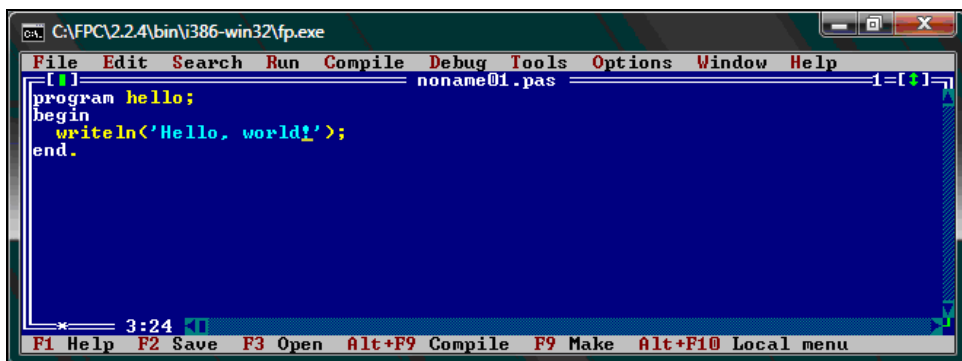 C:\FPC\2.2.4\bin\i386-win32\fp.exe
File Edit Search Run Compile Debug Tools Options Window Help
noname01.pas 1
program hello;
begin
  writeln('Hello, world!');
end.
3:24
F1 Help F2 Save F3 Open Alt+F9 Compile F9 Make Alt+F10 Local menu